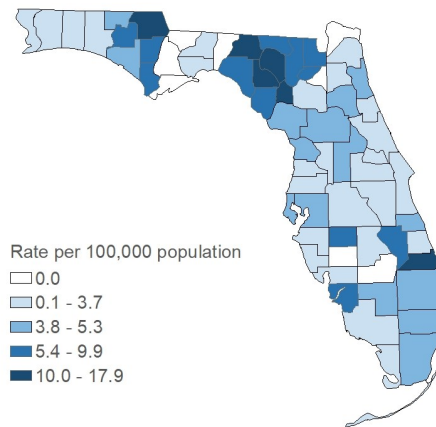 Rate per 100,000 population
0.0
0.1 - 3.7
3.8 - 5.3
5.4 - 9.9
10.0 - 17.9